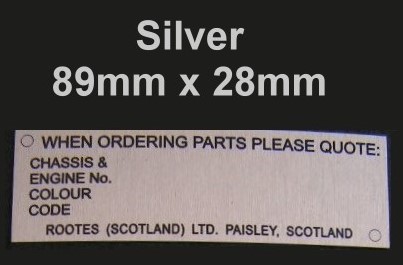 Silver
89mm x 28mm
WHEN ORDERING PARTS PLEASE QUOTE:
CHASSIS &
ENGINE No.
COLOUR
CODE
ROOTES (SCOTLAND) LTD. PAISLEY, SCOTLAND